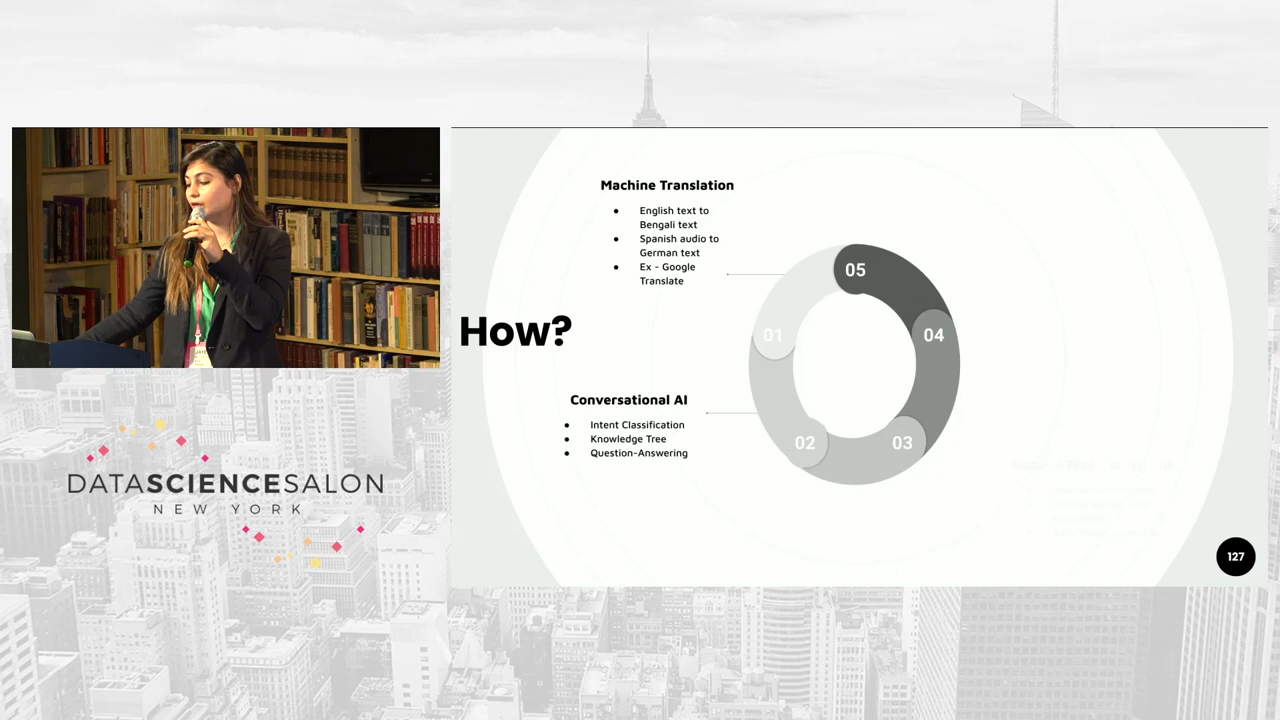 Machine Translation
● English text to
Bengali text
● Spanish audio to
German text
● Ex - Google
Translate
How?
Conversational AI
● Intent Classification
● Knowledge Tree
● Question-Answering
05
01
04
02
03
127
DATASCIENCESALON
NEW YORK